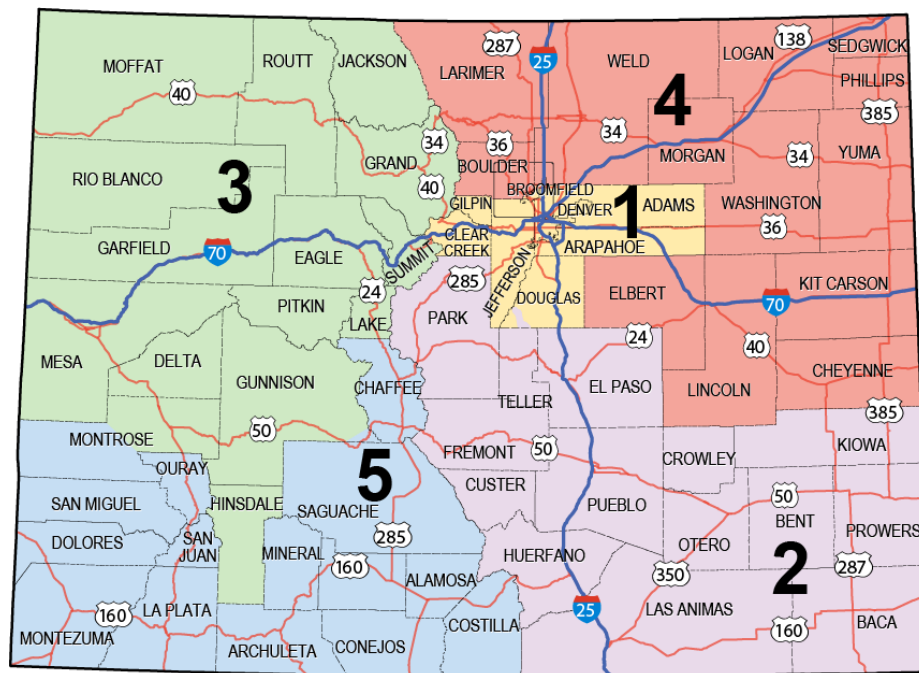 MOFFAT
ROUTT
JACKSON
287
LARIMER
25
WELD
LOGAN
138
SEDGWICK
PHILLIPS
40
4
385
34
GRAND
36
34
BOULDER
MORGAN
34
YUMA
RIO BLANCO
3
40
BROOMFIELD
GILPIN
DENVER
1
ADAMS
WASHINGTON
36
GARFIELD
70
EAGLE
SUMMIT
CLEAR
CREEK
JEFFERSON
ARAPAHOE
24
285
DOUGLAS
ELBERT
KIT CARSON
70
PITKIN
LAKE
PARK
24
40
MESA
DELTA
GUNNISON
CHAFFEE
TELLER
EL PASO
LINCOLN
CHEYENNE
385
MONTROSE
50
OURAY
FREMONT
50
CROWLEY
KIOWA
SAN MIGUEL
HINSDALE
5
SAGUACHE
CUSTER
PUEBLO
50
BENT
PROWERS
DOLORES
SAN
JUAN
MINERAL
285
160
HUERFANO
OTERO
2
287
ALAMOSA
350
160
LA PLATA
COSTILLA
25
LAS ANIMAS
160
BACA
MONTEZUMA
ARCHULETA
CONEJOS